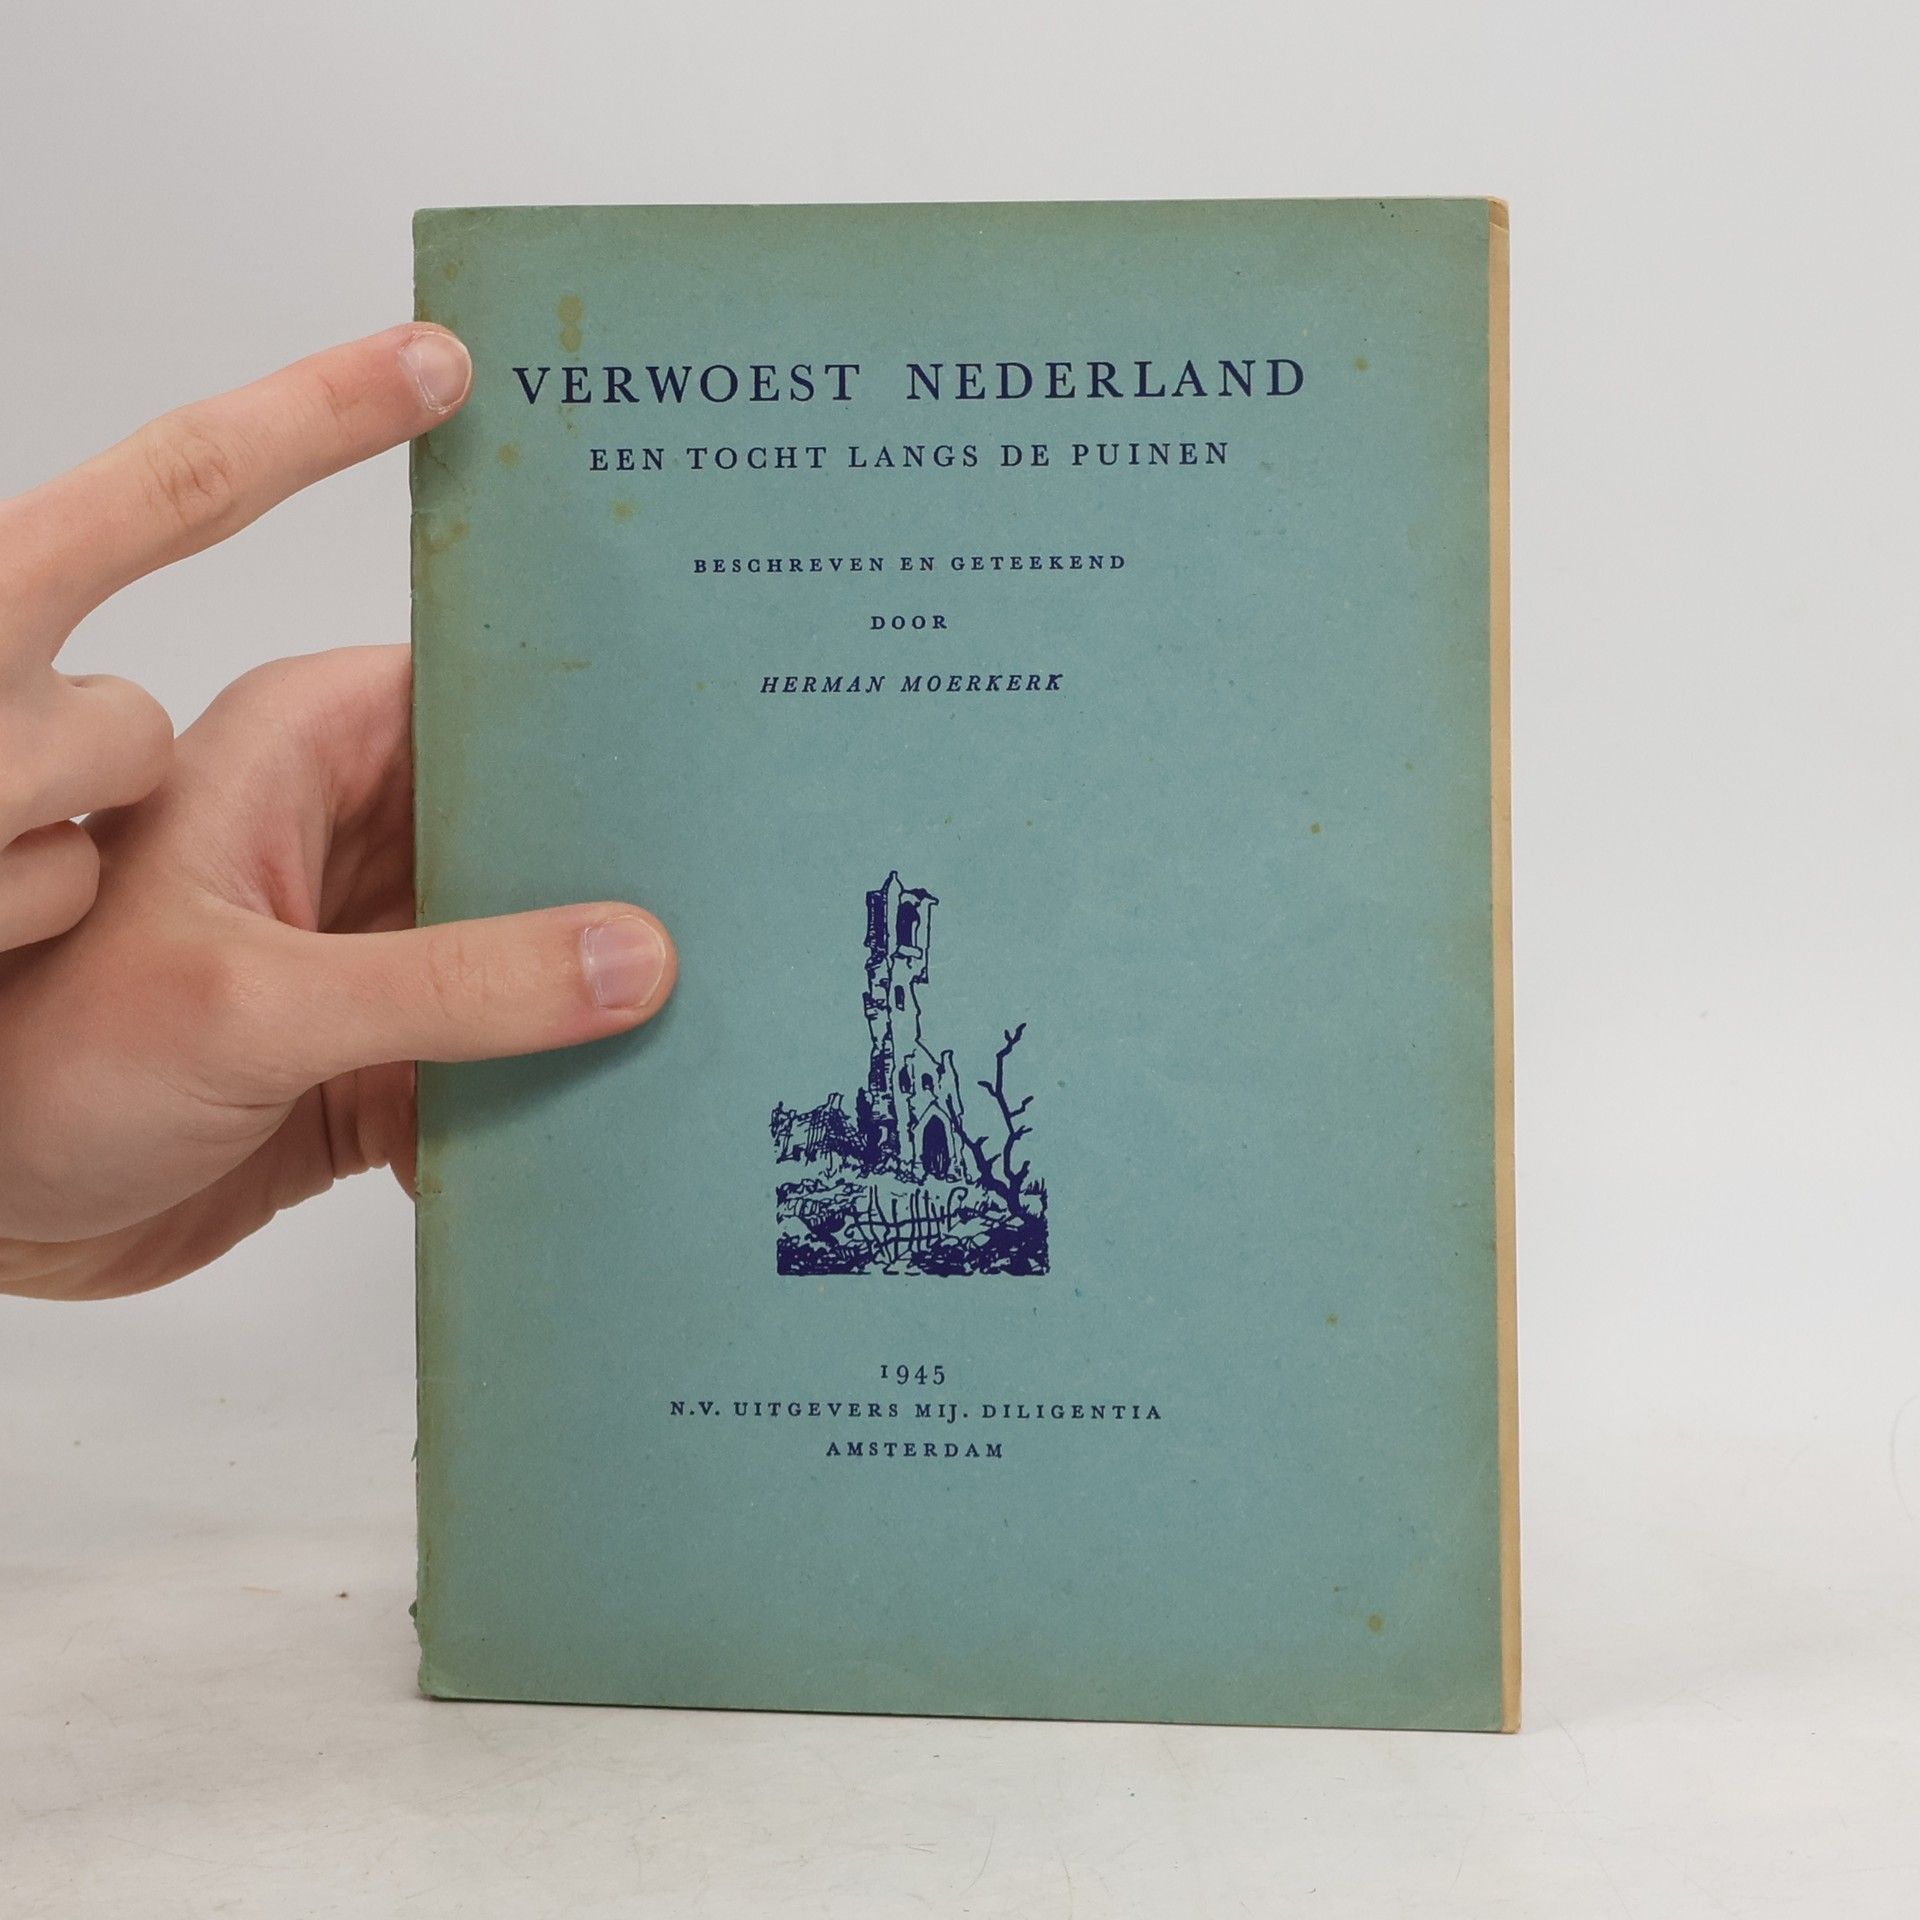 VERWOEST NEDERLAND
EEN TOCHT LANGS DE PUINEN
BESCHREVEN EN GETEEKEND
DOOR
HERMAN MOERKERK
1945
N.V. UITGEVERS MIJ. DILIGENTIA
AMSTERDAM